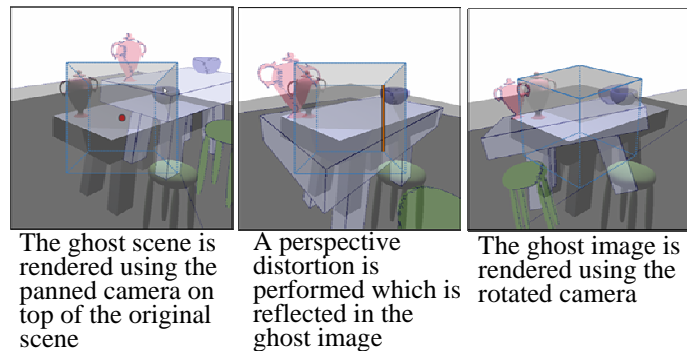 The ghost scene is
rendered using the
panned camera on
top of the original
scene
A perspective
distortion is
performed which is
reflected in the
ghost image
The ghost image is
rendered using the
rotated camera